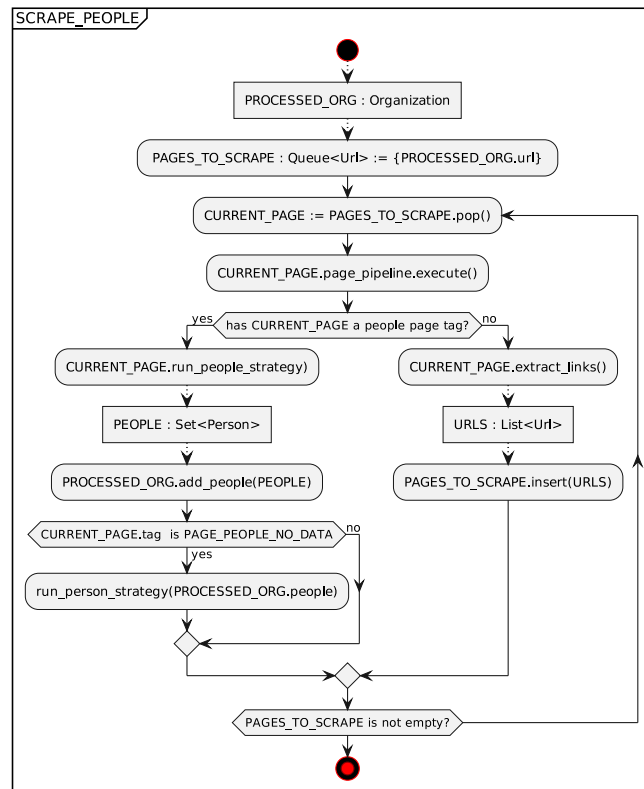 SCRAPE_PEOPLE
PROCESSED_ORG : Organization
PAGES_TO_SCRAPE : Queue<Url> := {PROCESSED_ORG.url}
CURRENT_PAGE := PAGES_TO_SCRAPE.pop()
CURRENT_PAGE.page_pipeline.execute()
yes
has CURRENT_PAGE a people page tag?
no
CURRENT_PAGE.run_people_strategy)
CURRENT_PAGE.extract_links()
PEOPLE : Set<Person>
URLS : List<Url>
PROCESSED_ORG.add_people(PEOPLE)
PAGES_TO_SCRAPE.insert(URLS)
CURRENT_PAGE.tag  is PAGE_PEOPLE_NO_DATA
no
yes
run_person_strategy(PROCESSED_ORG.people)
PAGES_TO_SCRAPE is not empty?